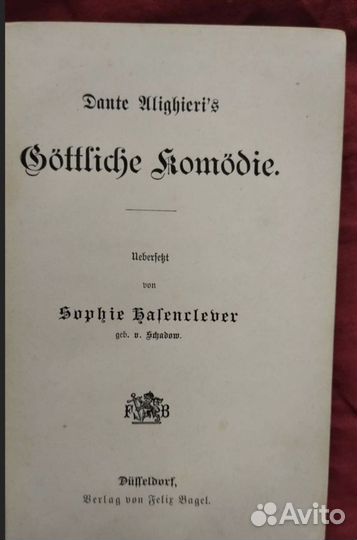 Dante Alighieri's
Göttliche Komödie.
Uebersetzt
von
Sophie Hasenclever
geb. v. Schadow.
F B
Düsseldorf,
Verlag von Felix Bagel.
Avito